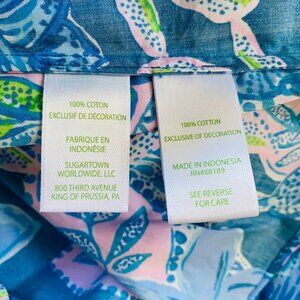 100% COTTON
EXCLUSIF DE DÉCORATION
FABRIQUE EN
INDONÉSIE
SUGARTOWN
WORLDWIDE, LLC
800 THIRD AVENUE
KING OF PRUSSIA, PA
100% COTTON
EXCLUSIVE OF DECORATION
MADE IN INDONESIA
RN#88189
SEE REVERSE
FOR CARE